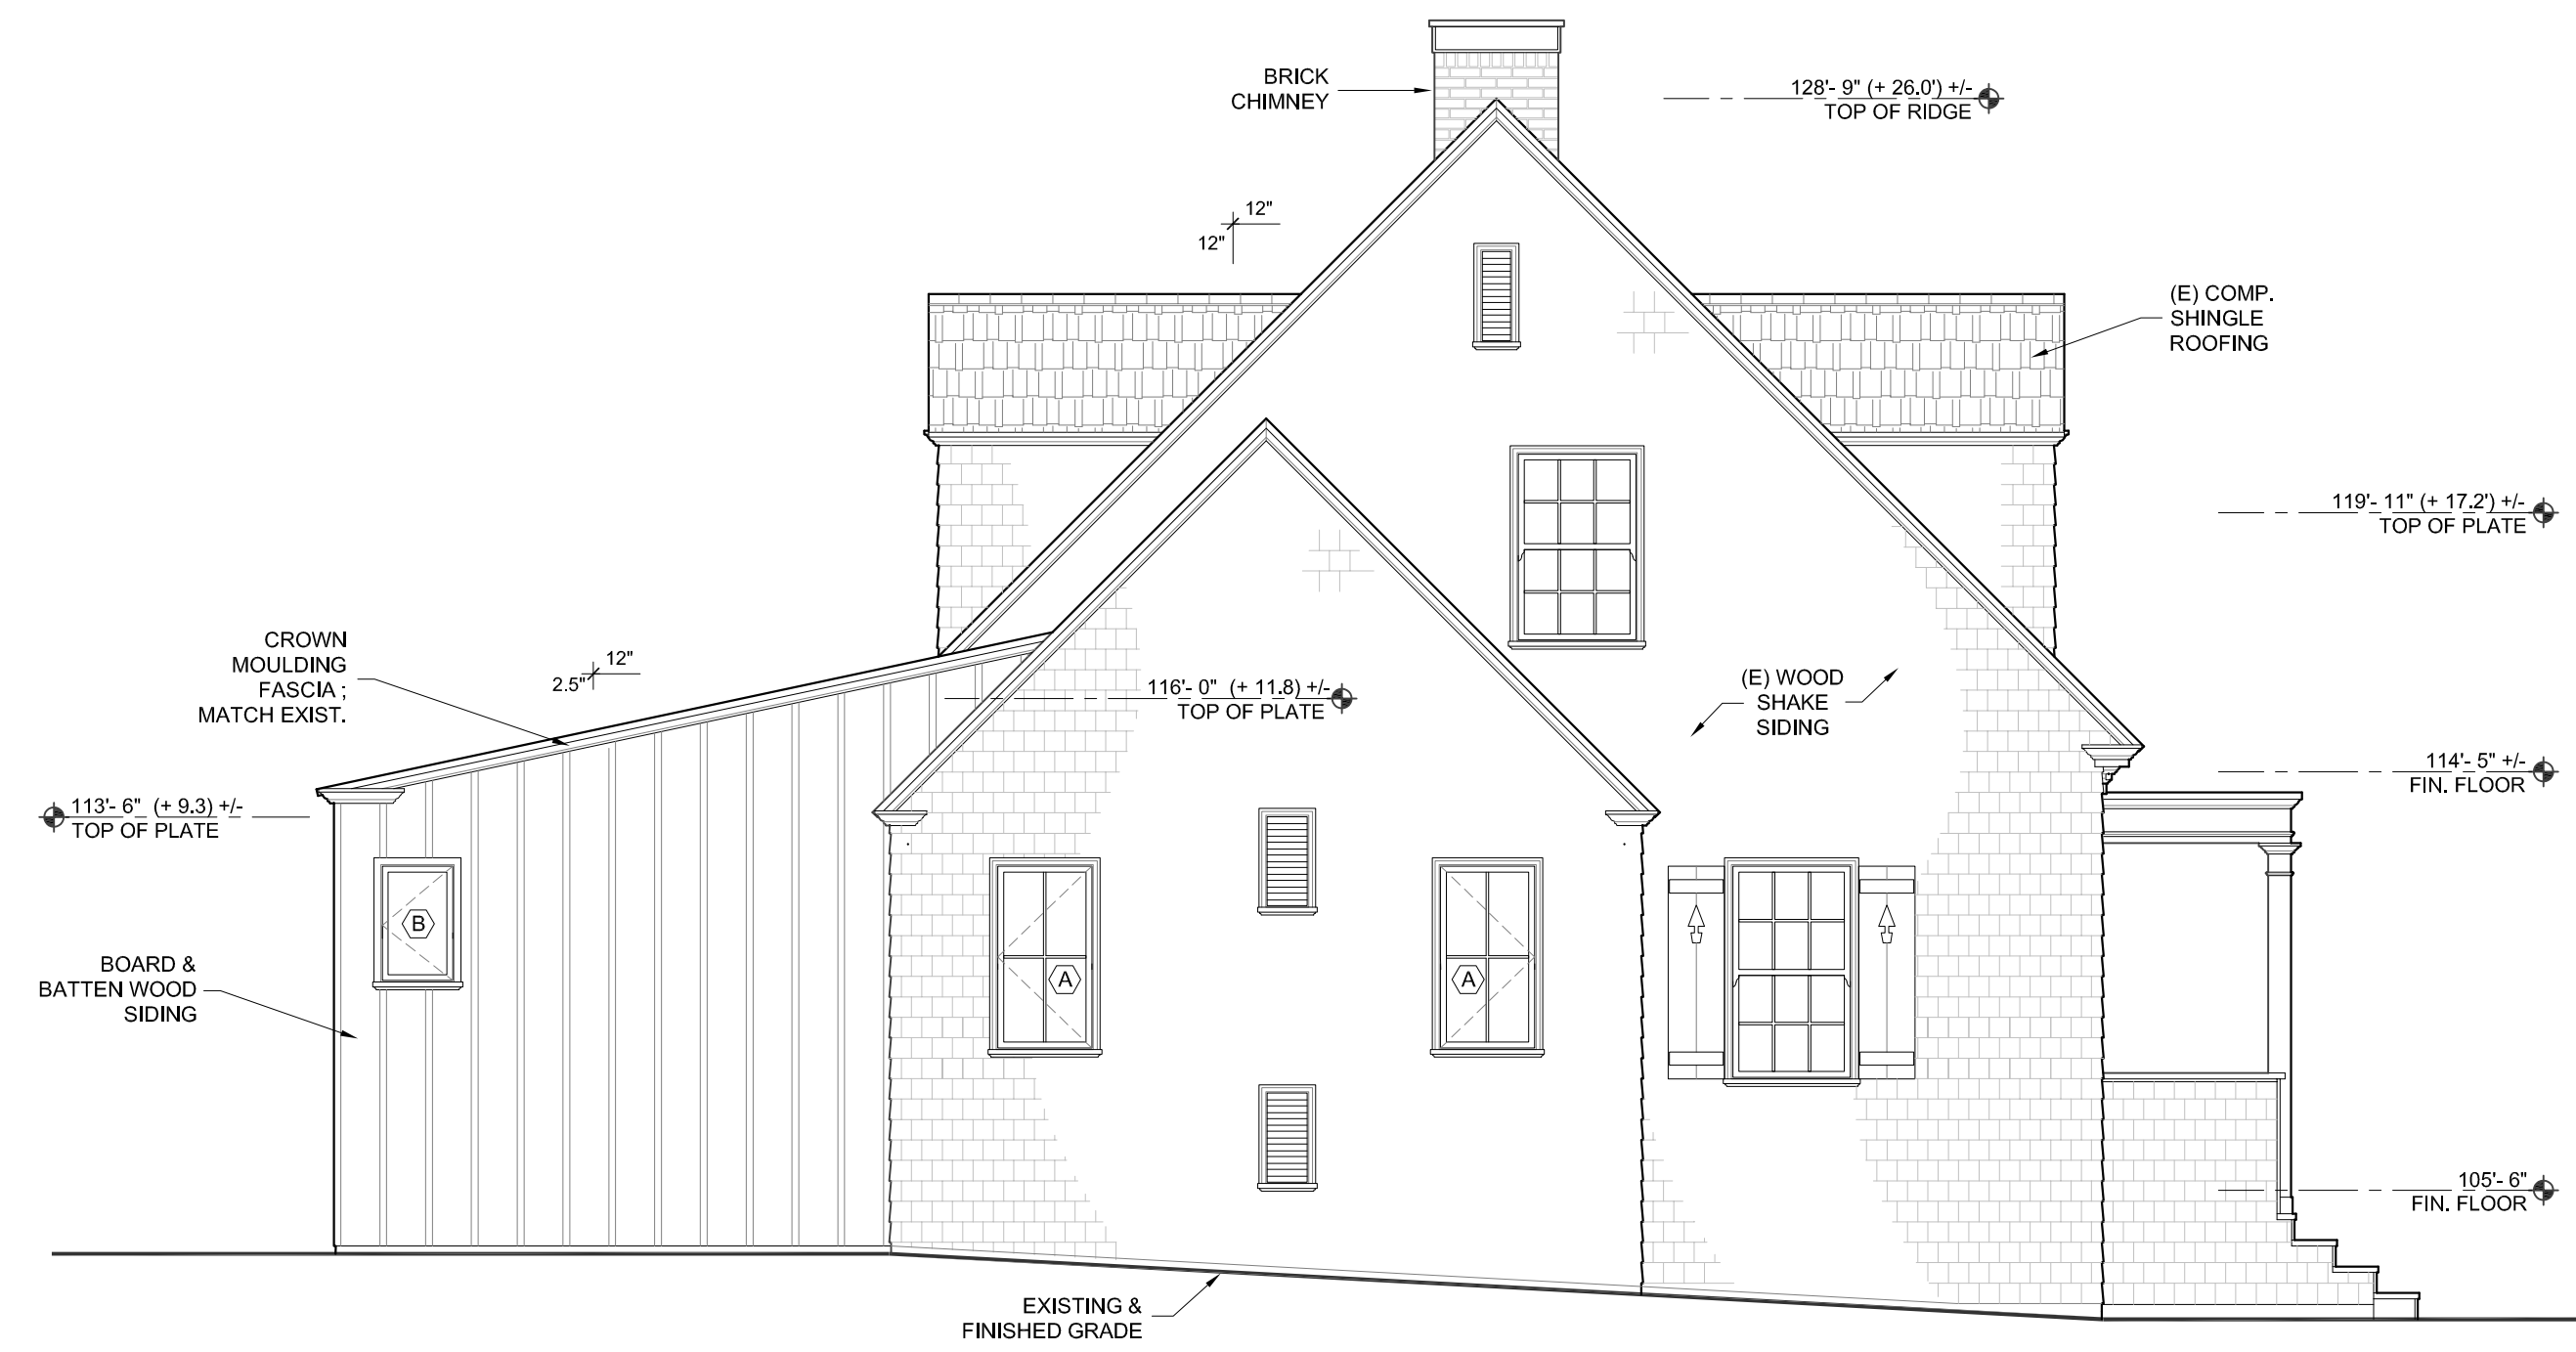 BRICK
CHIMNEY
128'- 9" (+ 26.0') +/-
TOP OF RIDGE
12"
12"
(E) COMP.
SHINGLE
ROOFING
119'- 11" (+ 17.2') +/-
TOP OF PLATE
CROWN
MOULDING
FASCIA ;
MATCH EXIST.
12"
2.5"
116'- 0" (+ 11.8) +/-
TOP OF PLATE
(E) WOOD
SHAKE
SIDING
114'- 5" +/-
FIN. FLOOR
113'- 6" (+ 9.3) +/-
TOP OF PLATE
B
A
A
BOARD &
BATTEN WOOD
SIDING
105'- 6"
FIN. FLOOR
EXISTING &
FINISHED GRADE